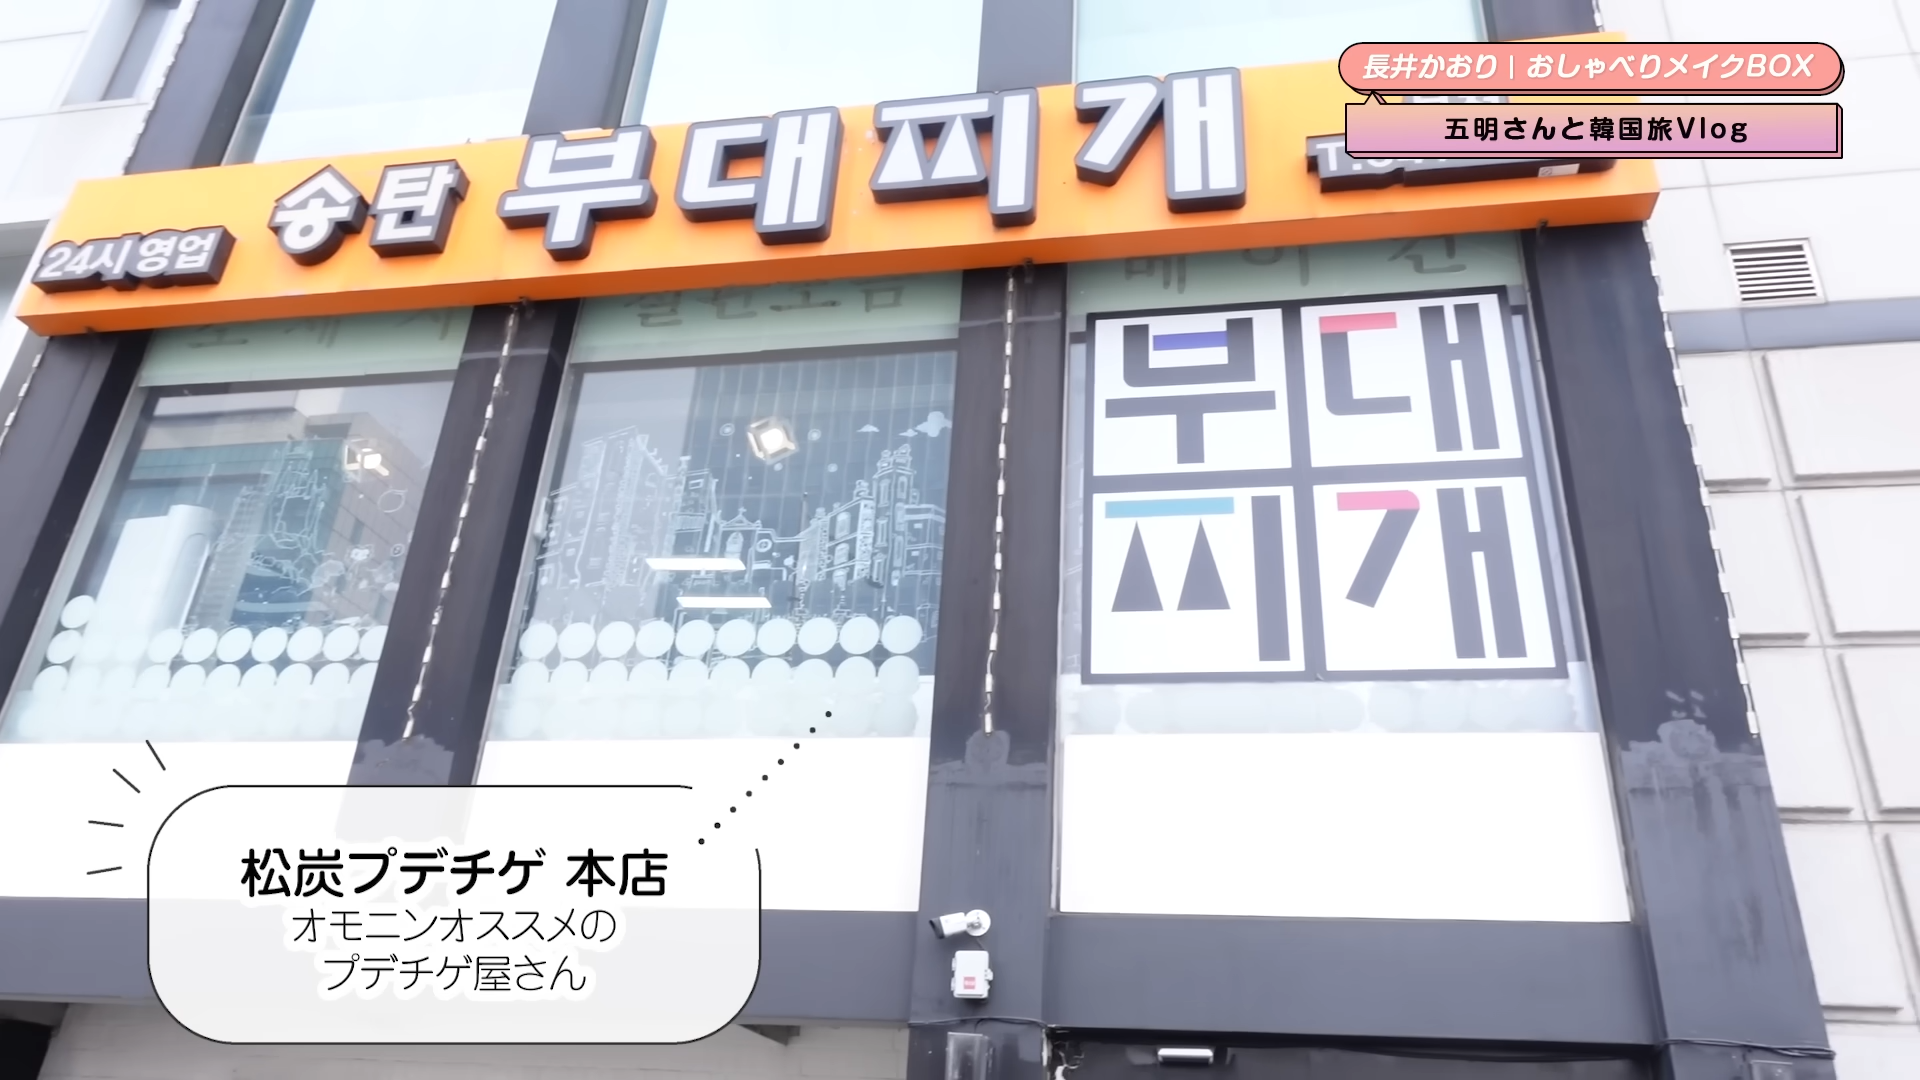 長井かおり | おしゃべりメイクBOX
五明さんと韓国旅Vlog
24시 영업 송탄 부대찌개
베이컨
부대
찌개
松炭プデチゲ 本店
オモニンオススメの
プデチゲ屋さん